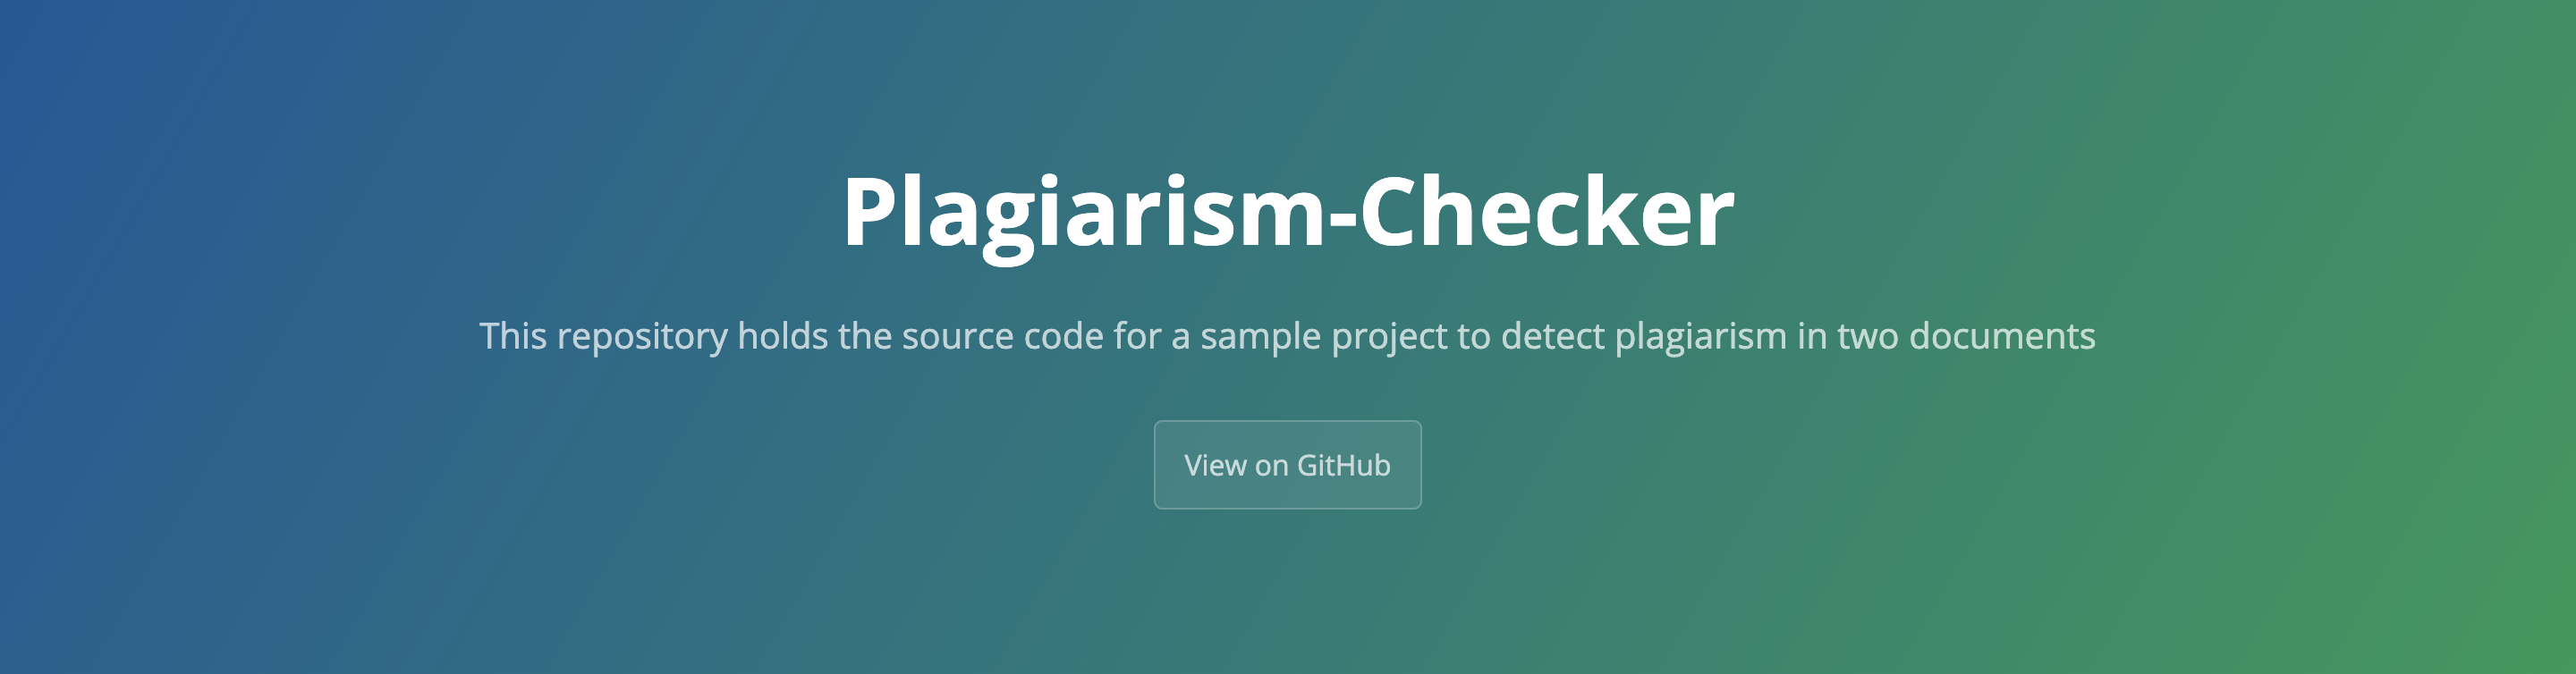 Plagiarism-Checker
This repository holds the source code for a sample project to detect plagiarism in two documents
View on GitHub